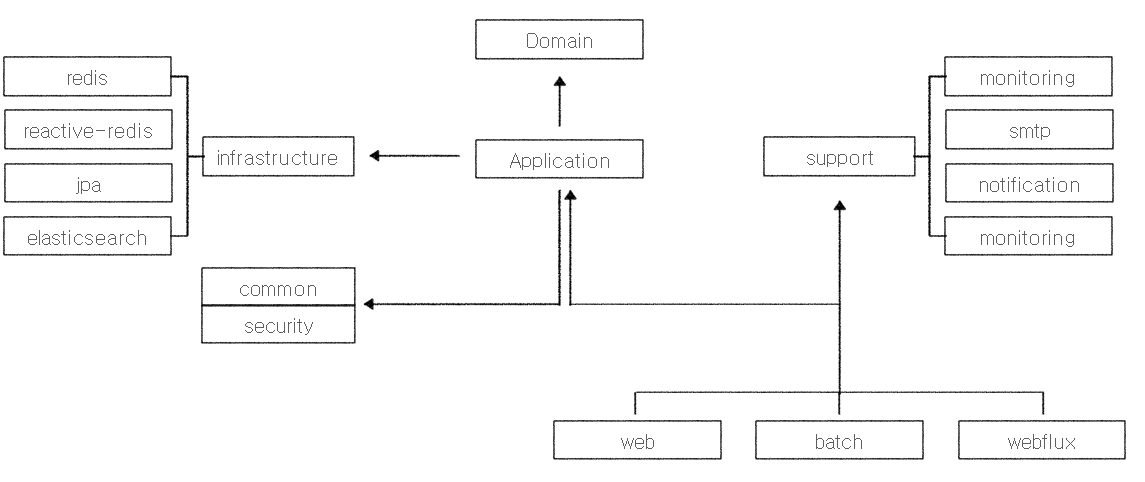 Domain
redis
monitoring
reactive-redis
smtp
infrastructure
Application
support
jpa
notification
elasticsearch
monitoring
common
security
web
batch
webflux